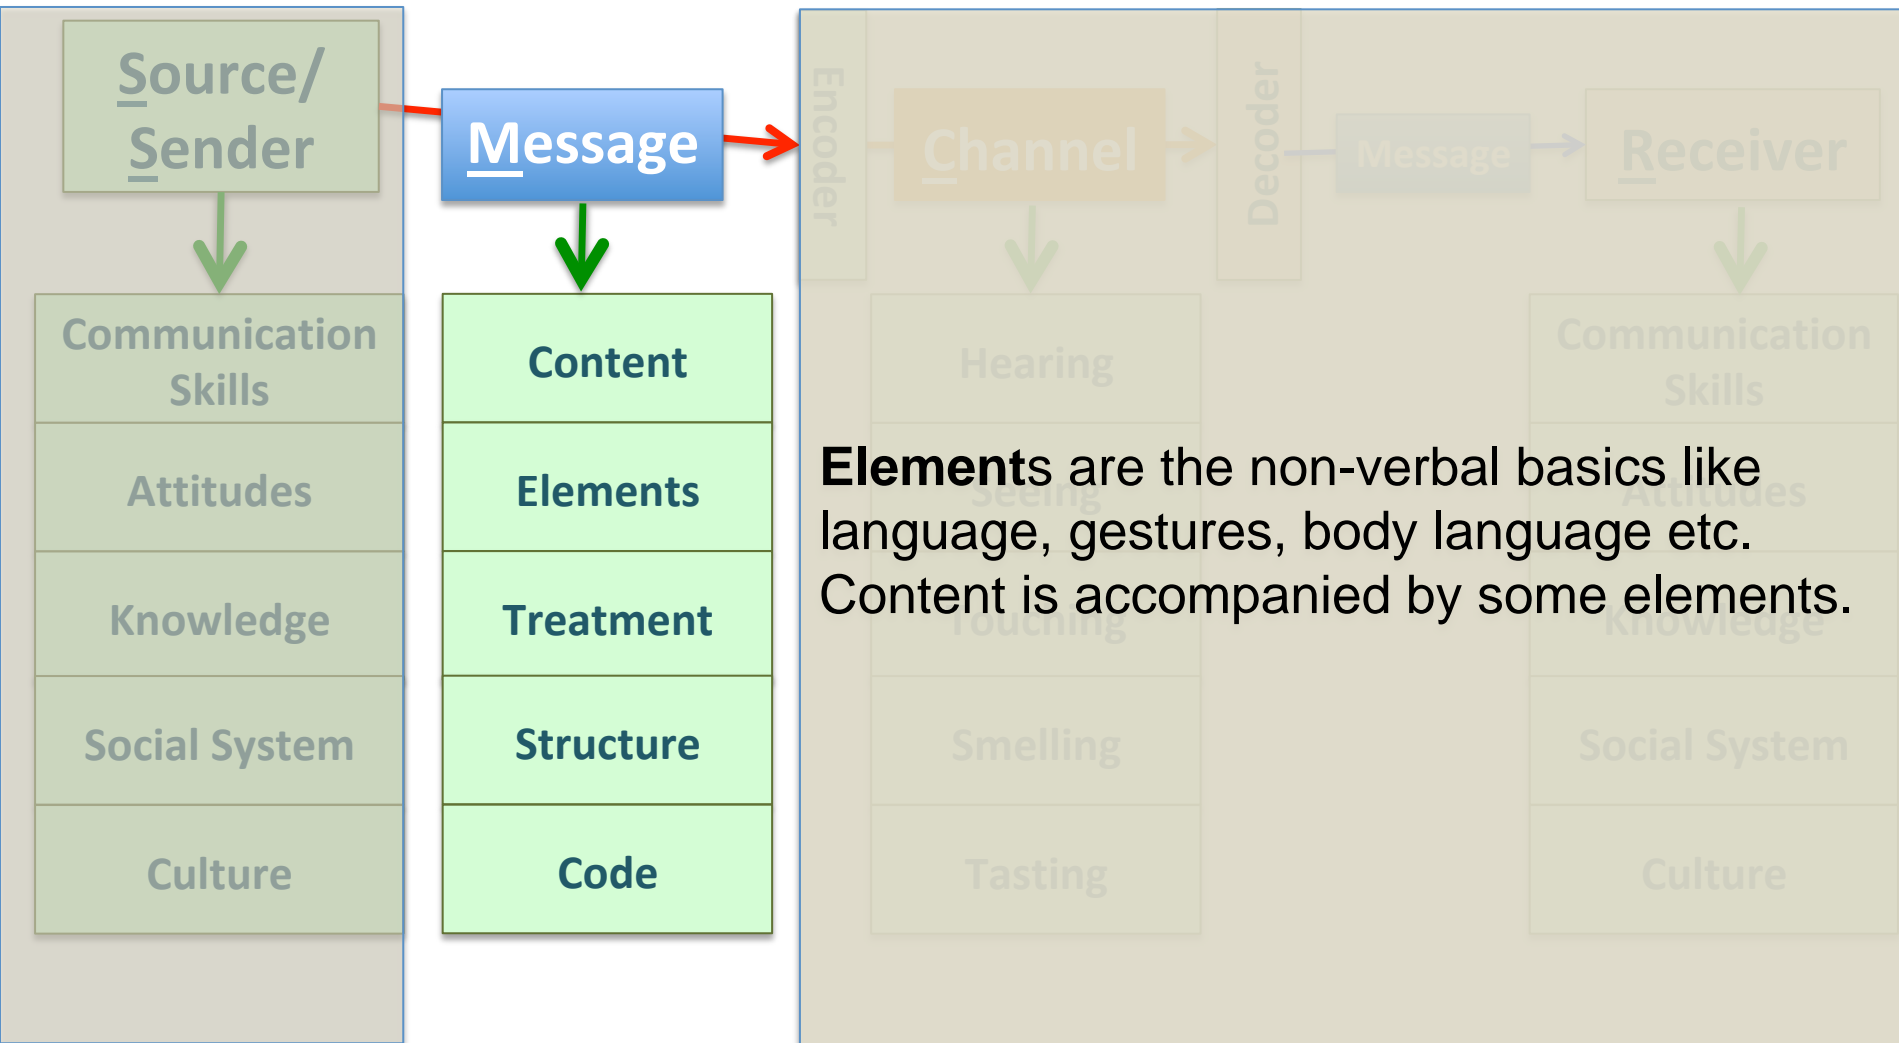 Source/
Sender
Communication
Skills
Attitudes
Knowledge
Social System
Culture
Message
Content
Elements
Treatment
Structure
Code
Encoder
Channel
Hearing
Seeing
Touching
Smelling
Tasting
Decoder
Message
Receiver
Communication
Skills
Attitudes
Knowledge
Social System
Culture
Elements are the non-verbal basics like
language, gestures, body language etc.
Content is accompanied by some elements.